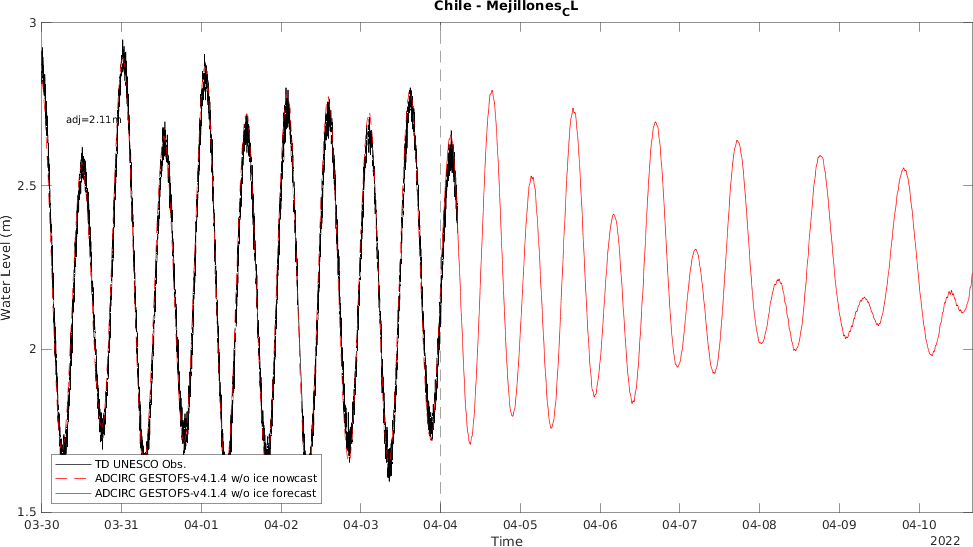 Chile - Mejillones_CL
3
adj=2.11m
2.5
Water Level (m)
2
TD UNESCO Obs.
ADCIRC GESTOFS-v4.1.4 w/o ice nowcast
ADCIRC GESTOFS-v4.1.4 w/o ice forecast
1.5
03-30 03-31 04-01 04-02 04-03 04-04 04-05 04-06 04-07 04-08 04-09 04-10
Time
2022